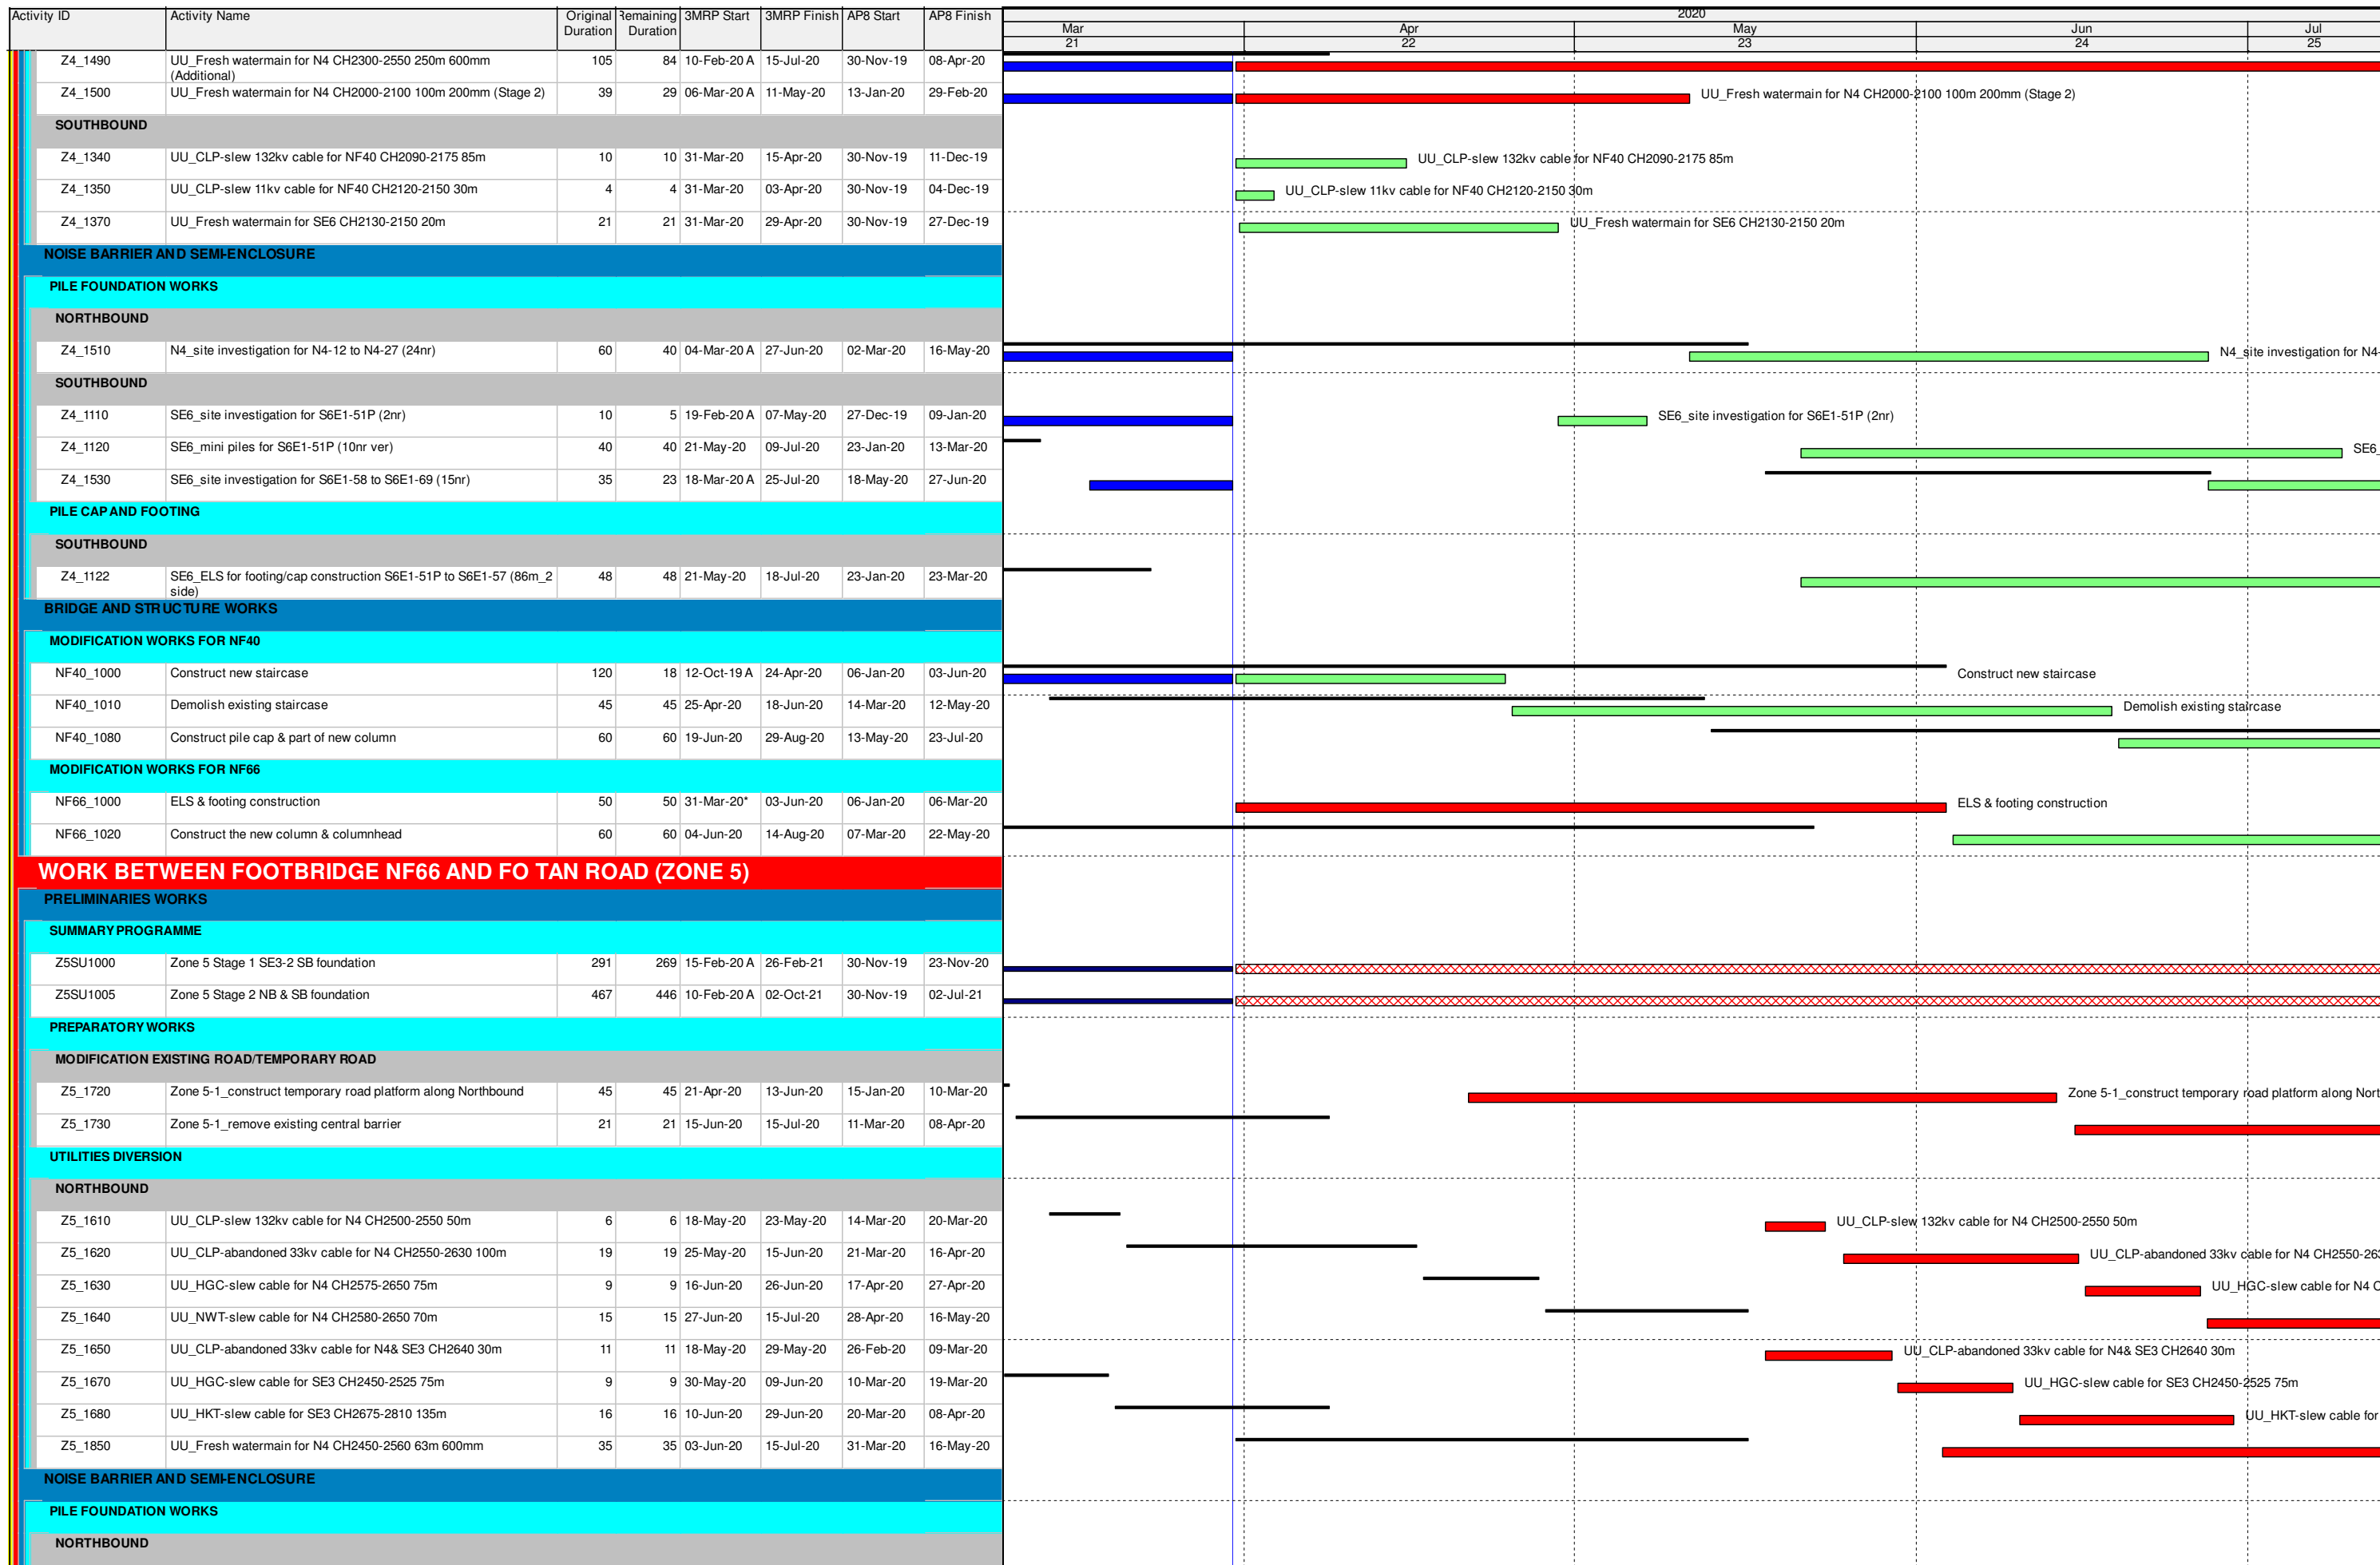 Activity ID Activity Name Original Duration Remaining Duration 3MRP Start 3MRP Finish AP8 Start AP8 Finish
2020
Mar Apr May Jun Jul
21 22 23 24 25
Z4_1490 UU_Fresh watermain for N4 CH2300-2550 250m 600mm (Additional) 105 84 10-Feb-20 A 15-Jul-20 30-Nov-19 08-Apr-20
Z4_1500 UU_Fresh watermain for N4 CH2000-2100 100m 200mm (Stage 2) 39 29 06-Mar-20 A 11-May-20 13-Jan-20 29-Feb-20 UU_Fresh watermain for N4 CH2000-2100 100m 200mm (Stage 2)
SOUTHBOUND
Z4_1340 UU_CLP-slew 132kv cable for NF40 CH2090-2175 85m 10 10 31-Mar-20 15-Apr-20 30-Nov-19 11-Dec-19 UU_CLP-slew 132kv cable for NF40 CH2090-2175 85m
Z4_1350 UU_CLP-slew 11kv cable for NF40 CH2120-2150 30m 4 4 31-Mar-20 03-Apr-20 30-Nov-19 04-Dec-19 UU_CLP-slew 11kv cable for NF40 CH2120-2150 30m
Z4_1370 UU_Fresh watermain for SE6 CH2130-2150 20m 21 21 31-Mar-20 29-Apr-20 30-Nov-19 27-Dec-19 UU_Fresh watermain for SE6 CH2130-2150 20m
NOISE BARRIER AND SEMI-ENCLOSURE
PILE FOUNDATION WORKS
NORTHBOUND
Z4_1510 N4_site investigation for N4-12 to N4-27 (24nr) 60 40 04-Mar-20 A 27-Jun-20 02-Mar-20 16-May-20 N4_site investigation for N4-
SOUTHBOUND
Z4_1110 SE6_site investigation for S6E1-51P (2nr) 10 5 19-Feb-20 A 07-May-20 27-Dec-19 09-Jan-20 SE6_site investigation for S6E1-51P (2nr)
Z4_1120 SE6_mini piles for S6E1-51P (10nr ver) 40 40 21-May-20 09-Jul-20 23-Jan-20 13-Mar-20 SE6_
Z4_1530 SE6_site investigation for S6E1-58 to S6E1-69 (15nr) 35 23 18-Mar-20 A 25-Jul-20 18-May-20 27-Jun-20
PILE CAP AND FOOTING
SOUTHBOUND
Z4_1122 SE6_ELS for footing/cap construction S6E1-51P to S6E1-57 (86m_2 side) 48 48 21-May-20 18-Jul-20 23-Jan-20 23-Mar-20
BRIDGE AND STRUCTURE WORKS
MODIFICATION WORKS FOR NF40
NF40_1000 Construct new staircase 120 18 12-Oct-19 A 24-Apr-20 06-Jan-20 03-Jun-20 Construct new staircase
NF40_1010 Demolish existing staircase 45 45 25-Apr-20 18-Jun-20 14-Mar-20 12-May-20 Demolish existing staircase
NF40_1080 Construct pile cap & part of new column 60 60 19-Jun-20 29-Aug-20 13-May-20 23-Jul-20
MODIFICATION WORKS FOR NF66
NF66_1000 ELS & footing construction 50 50 31-Mar-20* 03-Jun-20 06-Jan-20 06-Mar-20 ELS & footing construction
NF66_1020 Construct the new column & columnhead 60 60 04-Jun-20 14-Aug-20 07-Mar-20 22-May-20
WORK BETWEEN FOOTBRIDGE NF66 AND FO TAN ROAD (ZONE 5)
PRELIMINARIES WORKS
SUMMARY PROGRAMME
Z5SU1000 Zone 5 Stage 1 SE3-2 SB foundation 291 269 15-Feb-20 A 26-Feb-21 30-Nov-19 23-Nov-20
Z5SU1005 Zone 5 Stage 2 NB & SB foundation 467 446 10-Feb-20 A 02-Oct-21 30-Nov-19 02-Jul-21
PREPARATORY WORKS
MODIFICATION EXISTING ROAD/TEMPORARY ROAD
Z5_1720 Zone 5-1_construct temporary road platform along Northbound 45 45 21-Apr-20 13-Jun-20 15-Jan-20 10-Mar-20 Zone 5-1_construct temporary road platform along Nort
Z5_1730 Zone 5-1_remove existing central barrier 21 21 15-Jun-20 15-Jul-20 11-Mar-20 08-Apr-20
UTILITIES DIVERSION
NORTHBOUND
Z5_1610 UU_CLP-slew 132kv cable for N4 CH2500-2550 50m 6 6 18-May-20 23-May-20 14-Mar-20 20-Mar-20 UU_CLP-slew 132kv cable for N4 CH2500-2550 50m
Z5_1620 UU_CLP-abandoned 33kv cable for N4 CH2550-2630 100m 19 19 25-May-20 15-Jun-20 21-Mar-20 16-Apr-20 UU_CLP-abandoned 33kv cable for N4 CH2550-263
Z5_1630 UU_HGC-slew cable for N4 CH2575-2650 75m 9 9 16-Jun-20 26-Jun-20 17-Apr-20 27-Apr-20 UU_HGC-slew cable for N4 C
Z5_1640 UU_NWT-slew cable for N4 CH2580-2650 70m 15 15 27-Jun-20 15-Jul-20 28-Apr-20 16-May-20
Z5_1650 UU_CLP-abandoned 33kv cable for N4& SE3 CH2640 30m 11 11 18-May-20 29-May-20 26-Feb-20 09-Mar-20 UU_CLP-abandoned 33kv cable for N4& SE3 CH2640 30m
Z5_1670 UU_HGC-slew cable for SE3 CH2450-2525 75m 9 9 30-May-20 09-Jun-20 10-Mar-20 19-Mar-20 UU_HGC-slew cable for SE3 CH2450-2525 75m
Z5_1680 UU_HKT-slew cable for SE3 CH2675-2810 135m 16 16 10-Jun-20 29-Jun-20 20-Mar-20 08-Apr-20 UU_HKT-slew cable for
Z5_1850 UU_Fresh watermain for N4 CH2450-2560 63m 600mm 35 35 03-Jun-20 15-Jul-20 31-Mar-20 16-May-20
NOISE BARRIER AND SEMI-ENCLOSURE
PILE FOUNDATION WORKS
NORTHBOUND